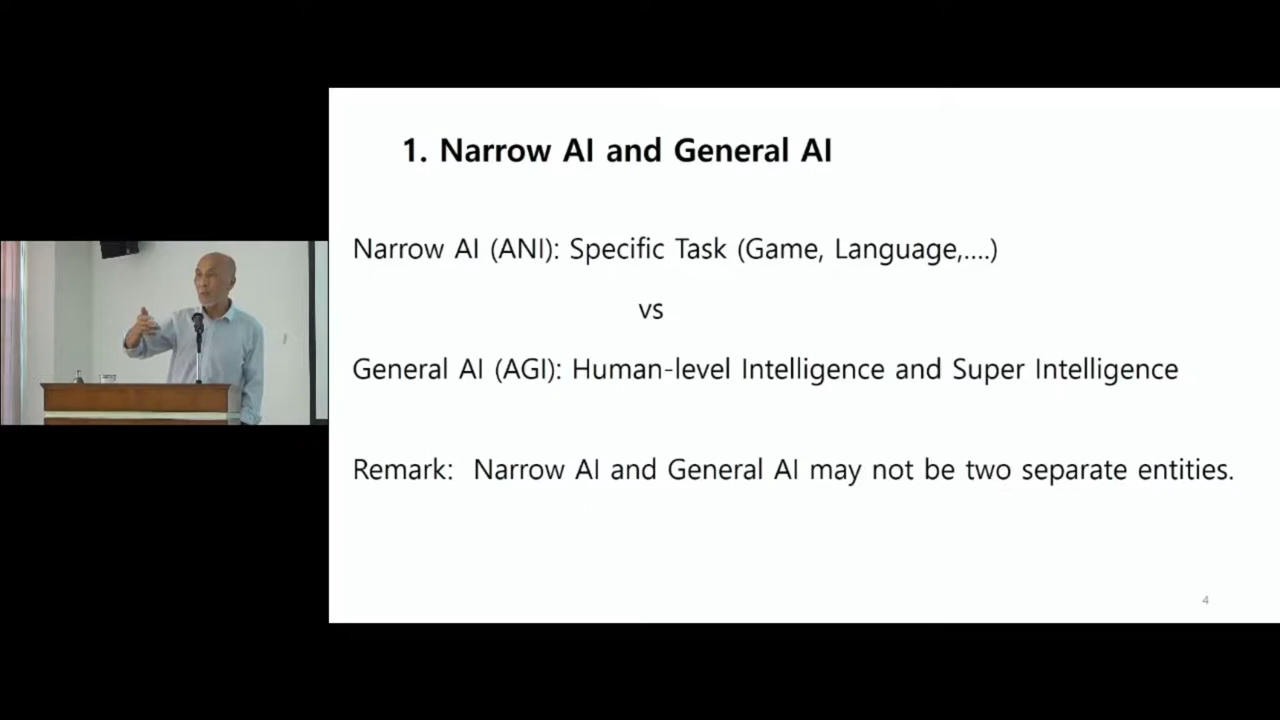 1. Narrow AI and General AI
Narrow AI (ANI): Specific Task (Game, Language,....)
vs
General AI (AGI): Human-level Intelligence and Super Intelligence
Remark: Narrow AI and General AI may not be two separate entities.
4